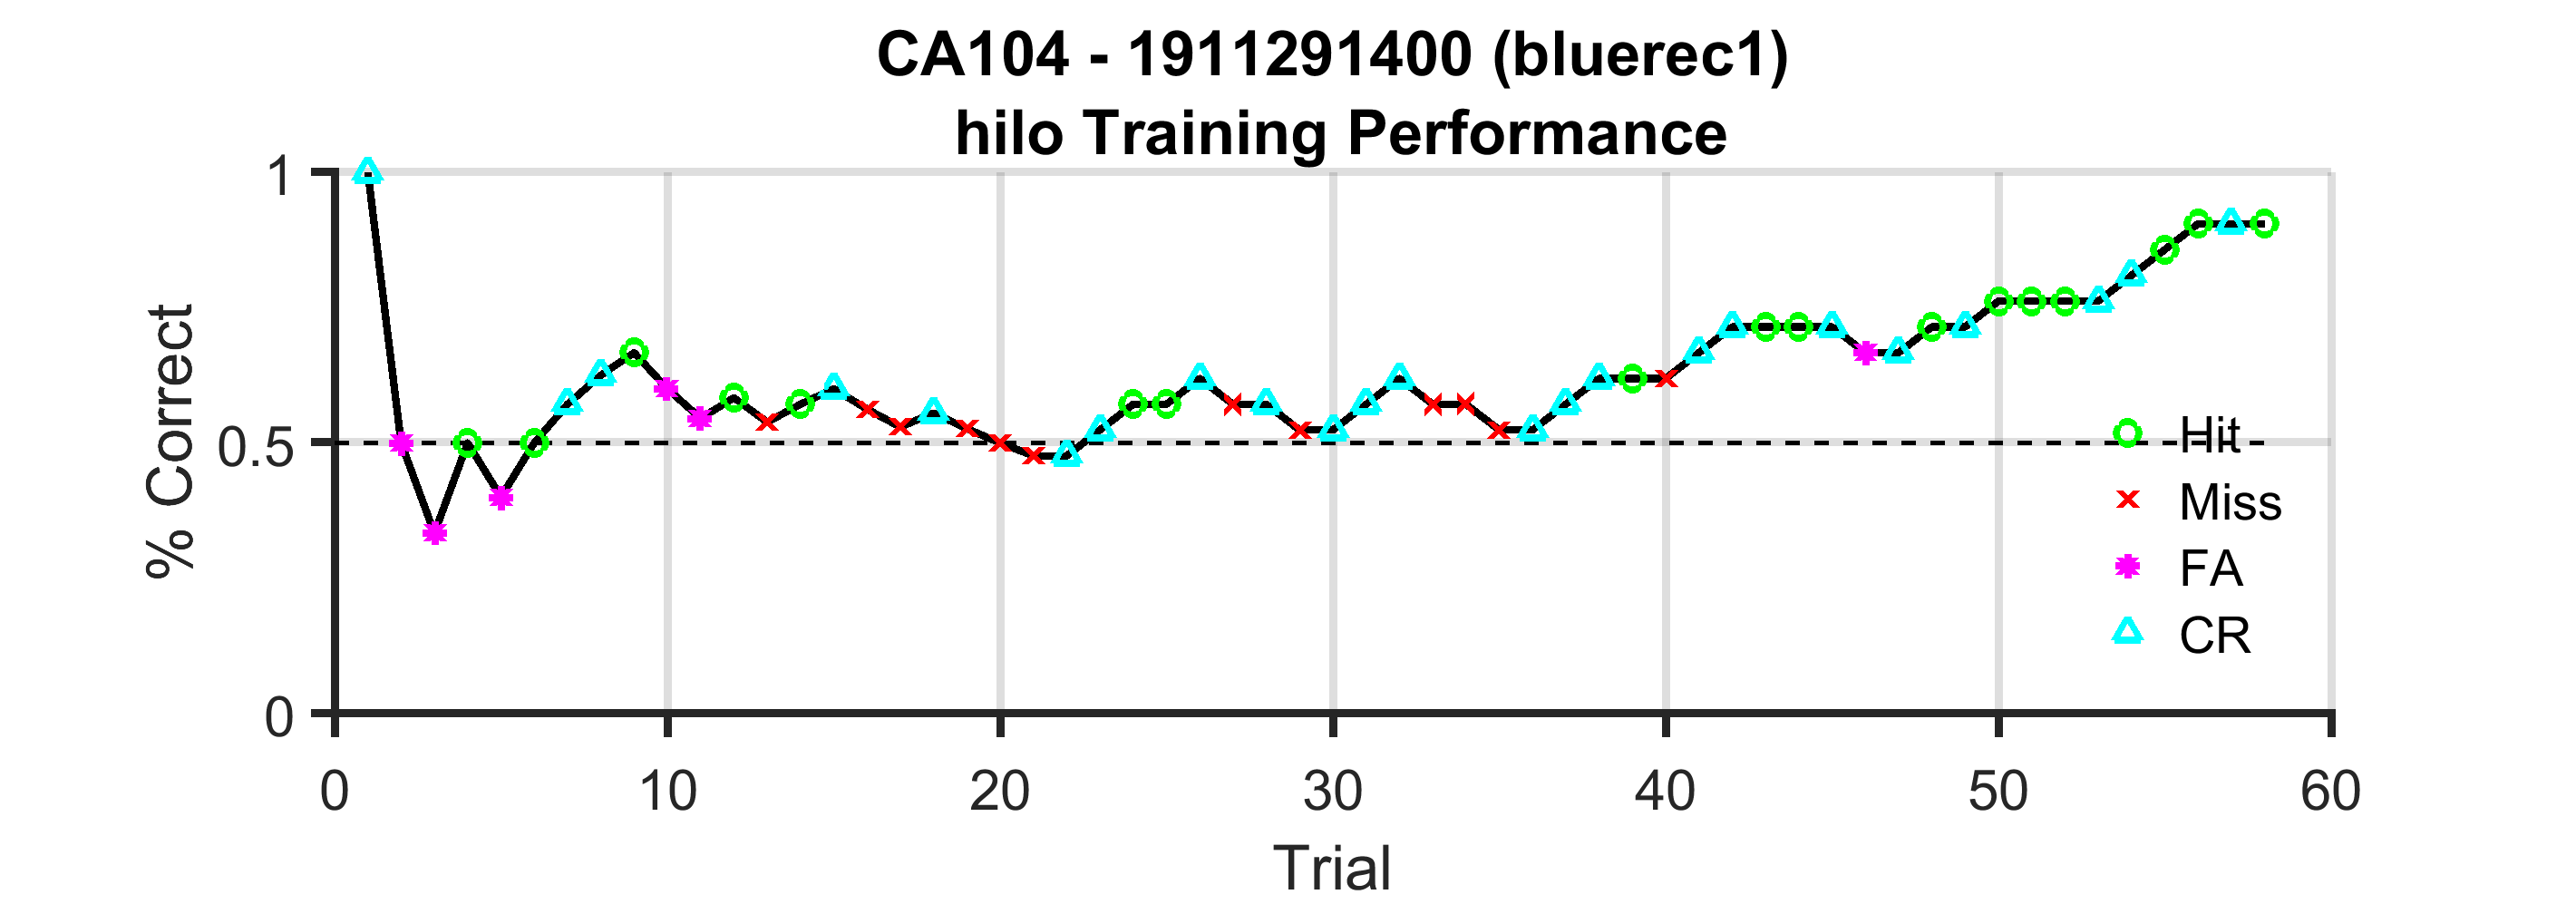 CA104 - 1911291400 (bluerec1)
hilo Training Performance
% Correct
1
0.5
0
Hit
Miss
FA
CR
0 10 20 30 40 50 60
Trial